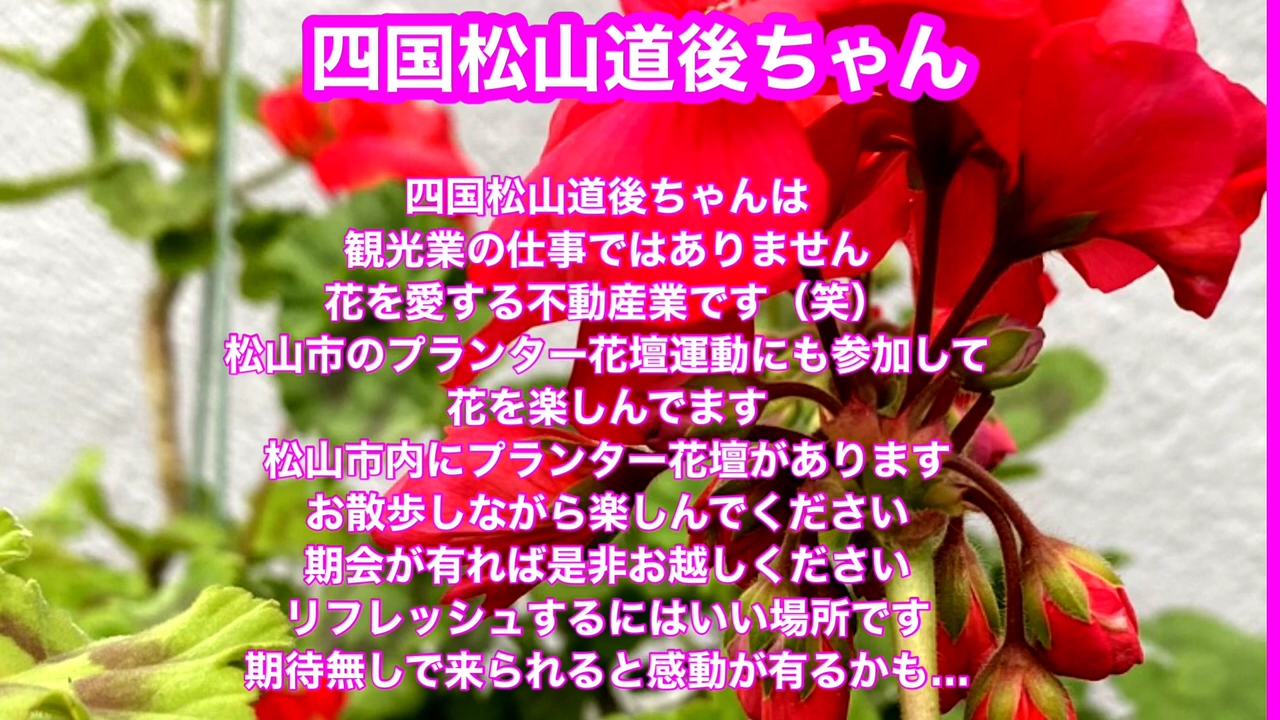 四国松山道後ちゃん
四国松山道後ちゃんは
観光業の仕事ではありません
花を愛する不動産業です（笑）
松山市のプランター花壇運動にも参加して
花を楽しんでます
松山市内にプランター花壇があります
お散歩しながら楽しんでください
期会が有れば是非お越しください
リフレッシュするにはいい場所です
期待無しで来られると感動が有るかも...